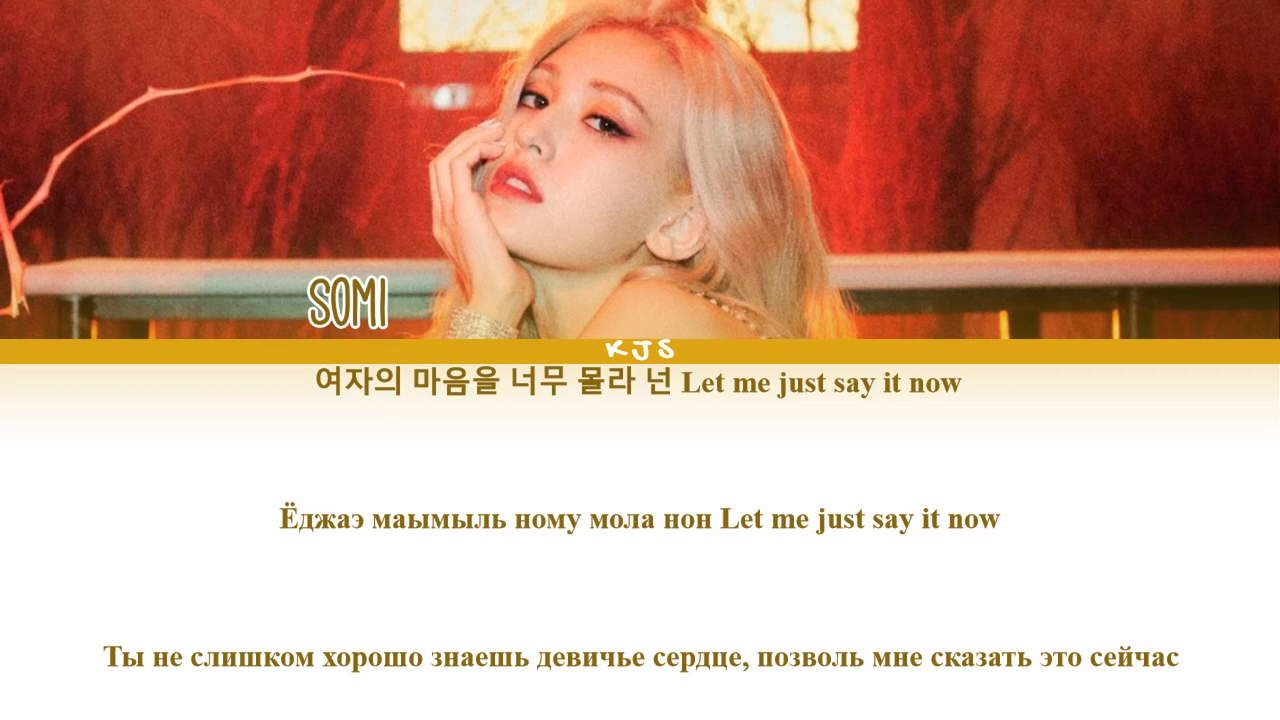 SOMI
KJS
여자의 마음을 너무 몰라 넌 Let me just say it now
Ёджаэ маымыль ному мола нон Let me just say it now
Ты не слишком хорошо знаешь девичье сердце, позволь мне сказать это сейчас